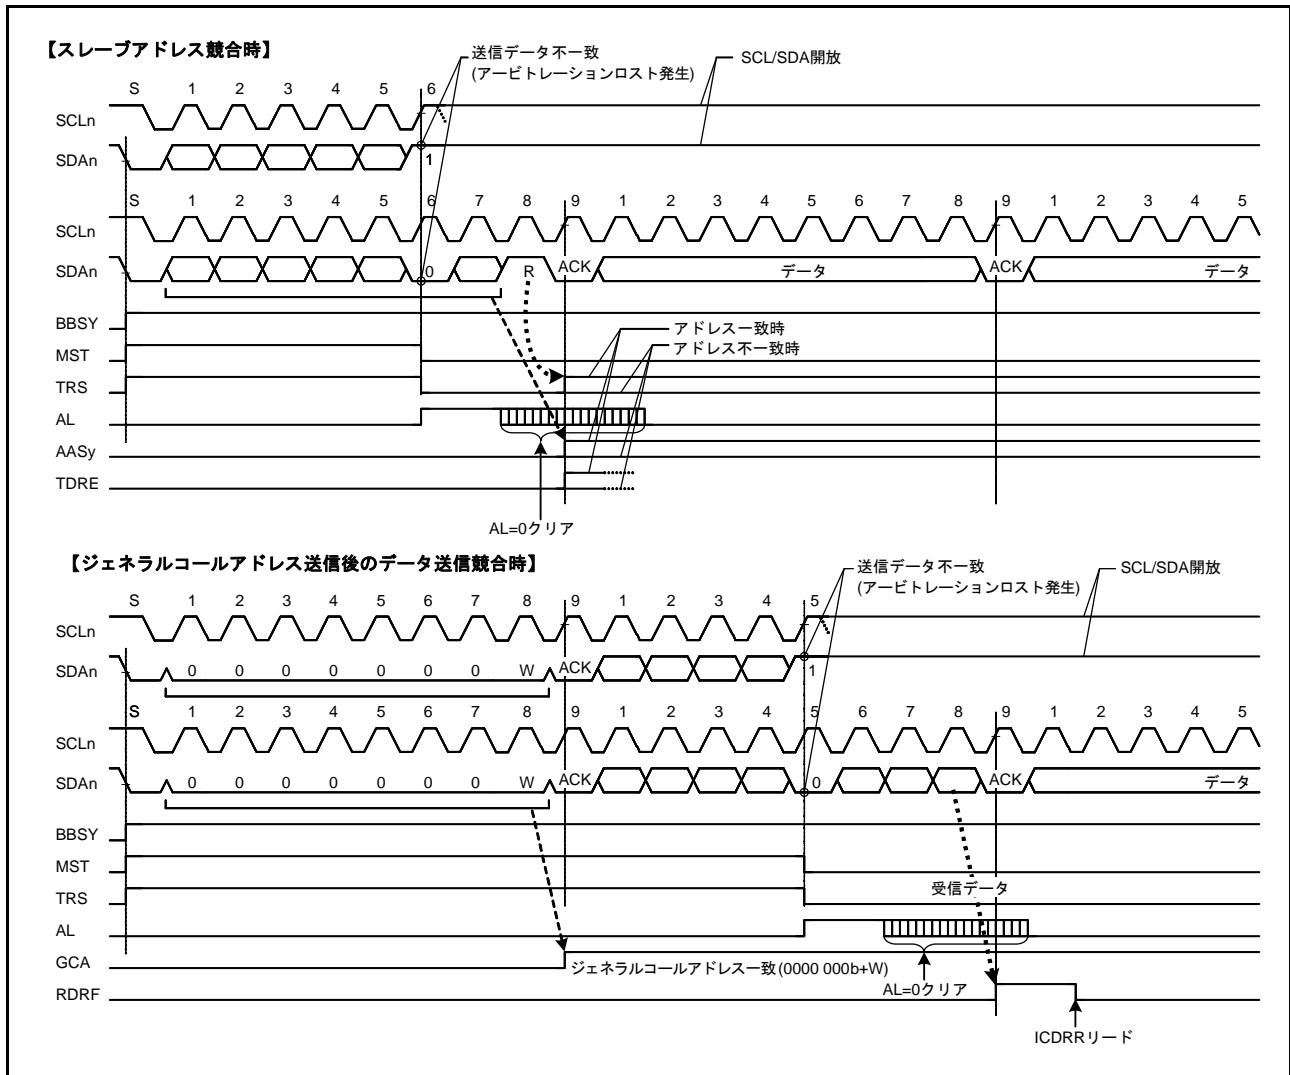 【スレーブアドレス競合時】
送信データ不一致
(アービトレーションロスト発生)
SCL/SDA開放
S 1 2 3 4 5 6
SCLn
SDAn
1
S 1 2 3 4 5 6 7 8 9 1 2 3 4 5 6 7 8 9 1 2 3 4 5
SCLn
SDAn
0 R ACK データ ACK データ
BBSY
アドレス一致時
MST
アドレス不一致時
TRS
AL
AASy
TDRE
AL=0クリア
【ジェネラルコールアドレス送信後のデータ送信競合時】
送信データ不一致
(アービトレーションロスト発生)
SCL/SDA開放
S 1 2 3 4 5 6 7 8 9 1 2 3 4 5
SCLn
SDAn
0 0 0 0 0 0 0 W ACK 1
S 1 2 3 4 5 6 7 8 9 1 2 3 4 5 6 7 8 9 1 2 3 4 5
SCLn
SDAn
0 0 0 0 0 0 0 W ACK 0 ACK データ
BBSY
MST
TRS
受信データ
AL
GCA
ジェネラルコールアドレス一致(0000 000b+W)
AL=0クリア
RDRF
ICDRRリード